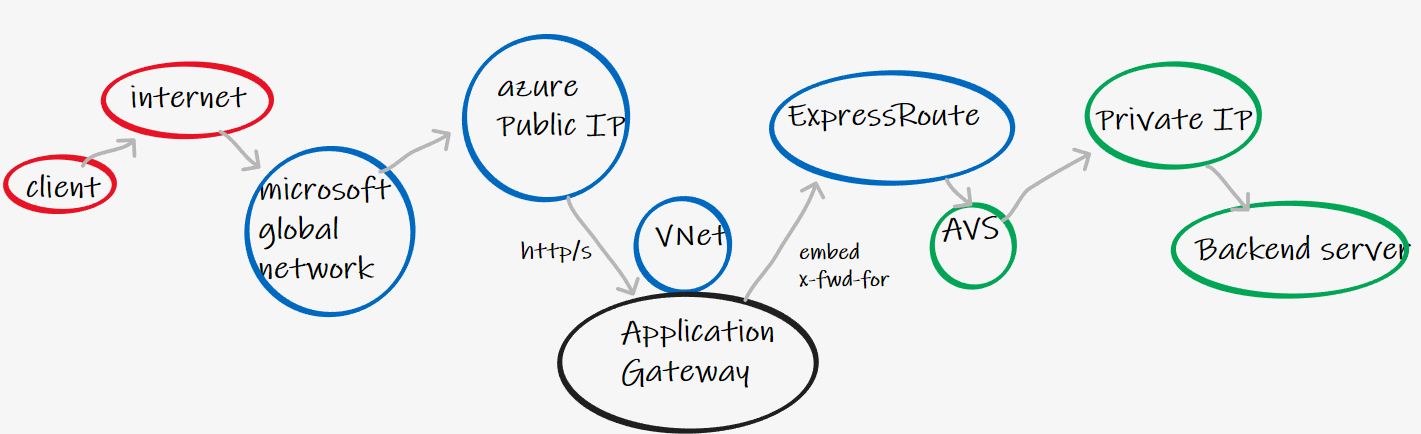 client
internet
microsoft
global
network
azure
Public IP
http/s
VNet
Application
Gateway
embed
x-fwd-for
ExpressRoute
AVS
Private IP
Backend server